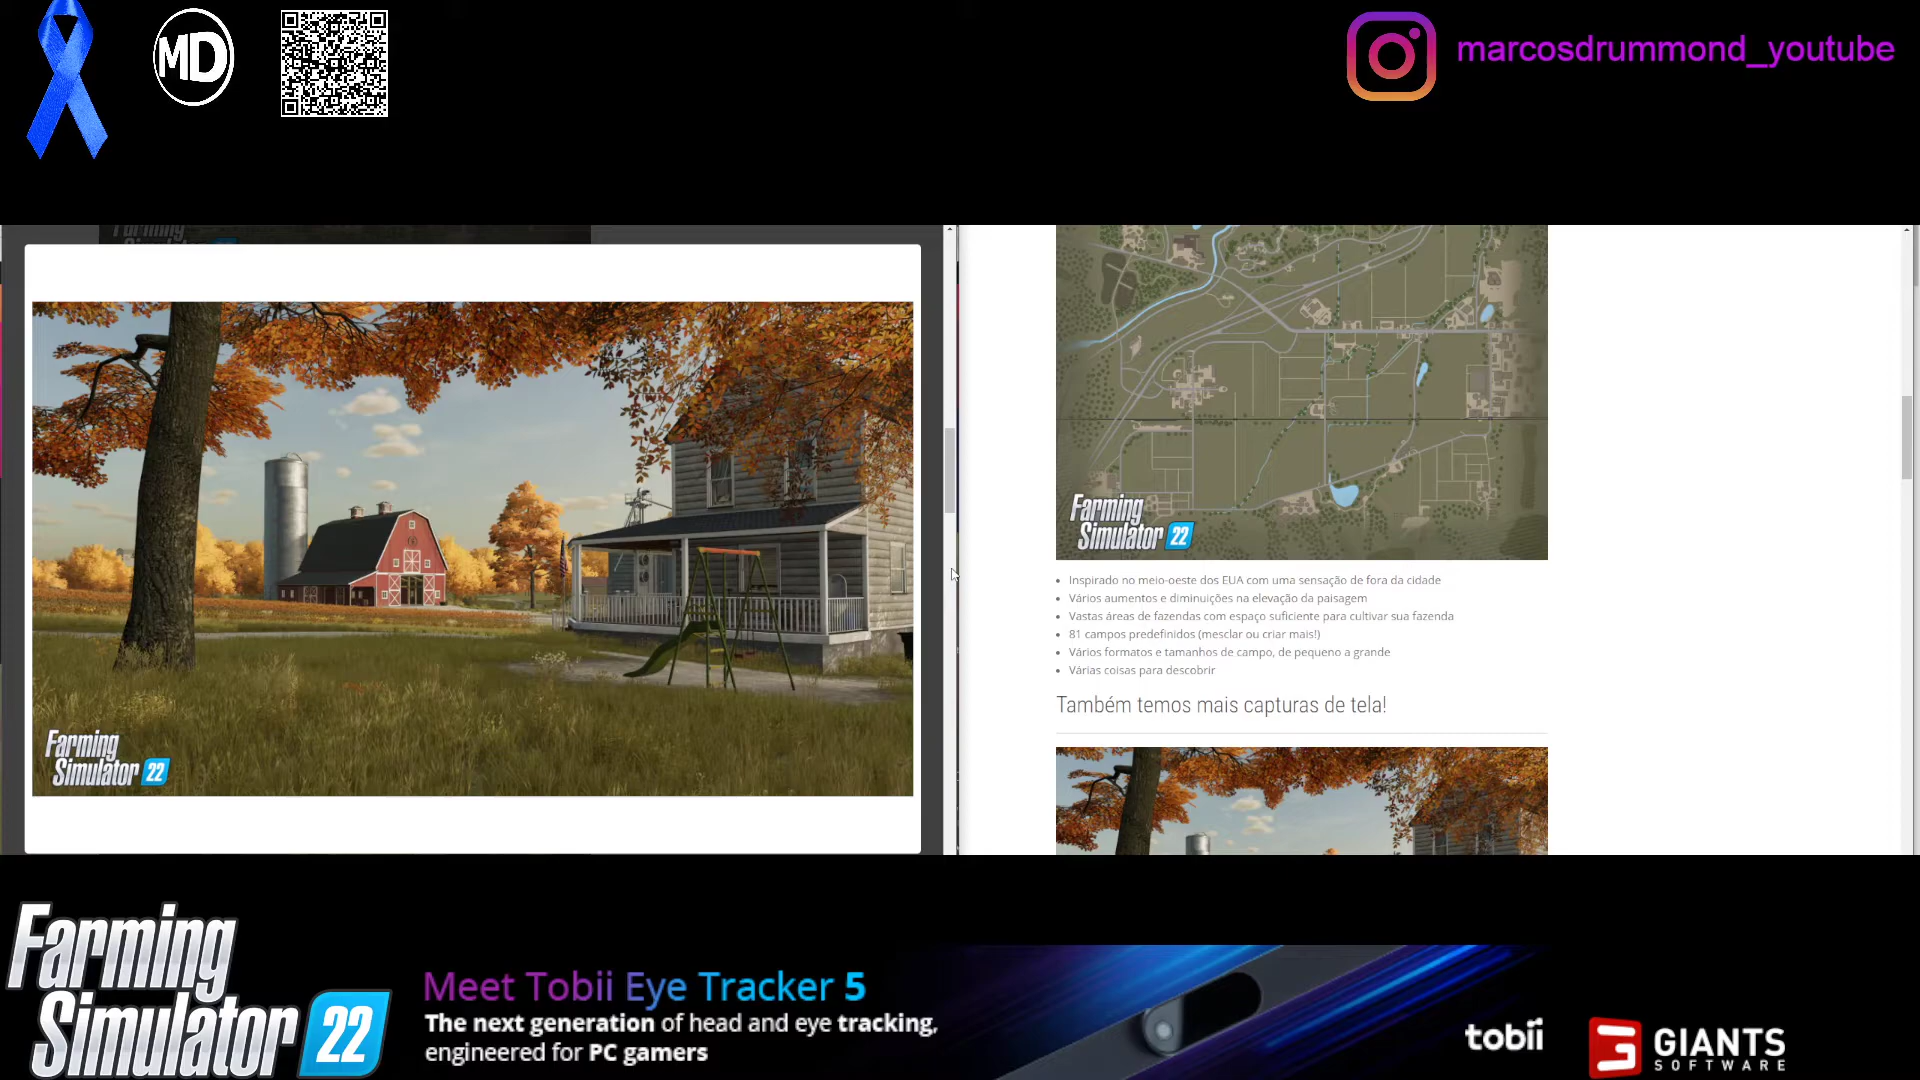 MD
marcosdrummond_youtube
Farming
Farming
Simulator 22
Farming
Simulator 22
Inspirado no meio-oeste dos EUA com uma sensação de fora da cidade
Vários aumentos e diminuições na elevação da paisagem
Vastas áreas de fazendas com espaço suficiente para cultivar sua fazenda
81 campos predefinidos (mesclar ou criar mais!)
Vários formatos e tamanhos de campo, de pequeno a grande
Várias coisas para descobrir
Também temos mais capturas de tela!
Farming
Simulator 22
Meet Tobii Eye Tracker 5
The next generation of head and eye tracking,
engineered for PC gamers
tobii
GIANTS
SOFTWARE